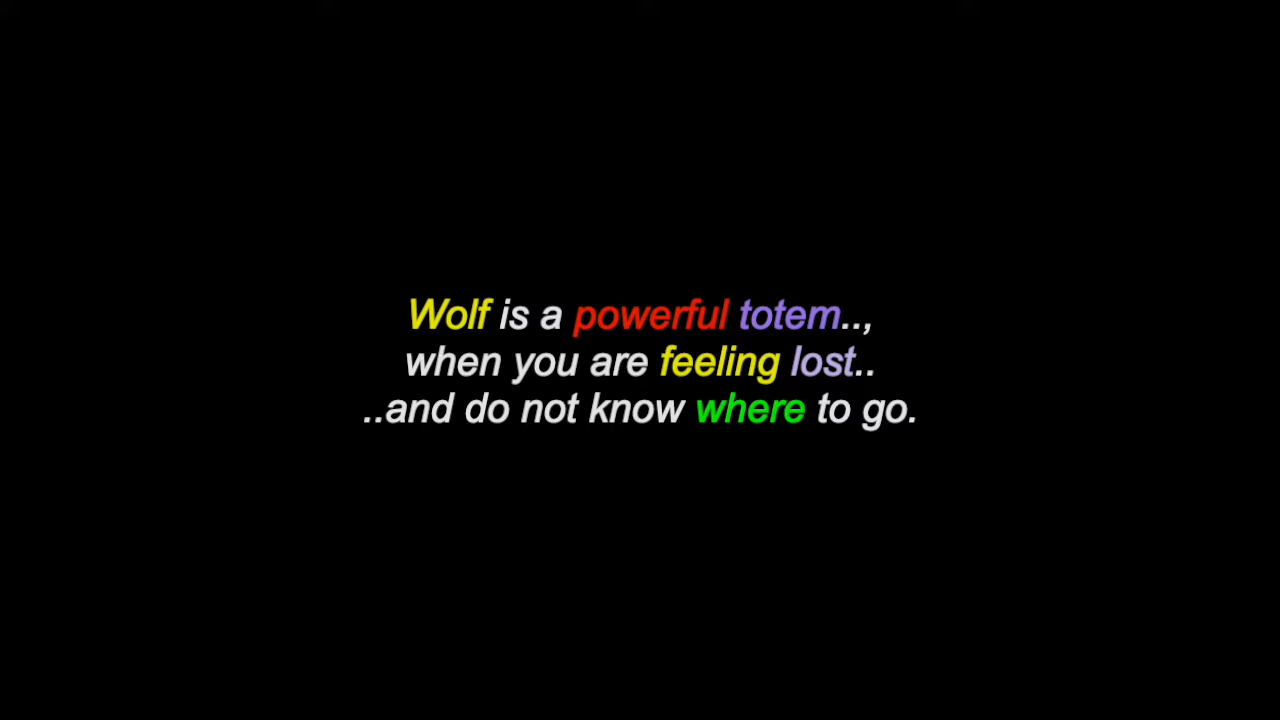 Wolf is a powerful totem..,
when you are feeling lost..
..and do not know where to go.